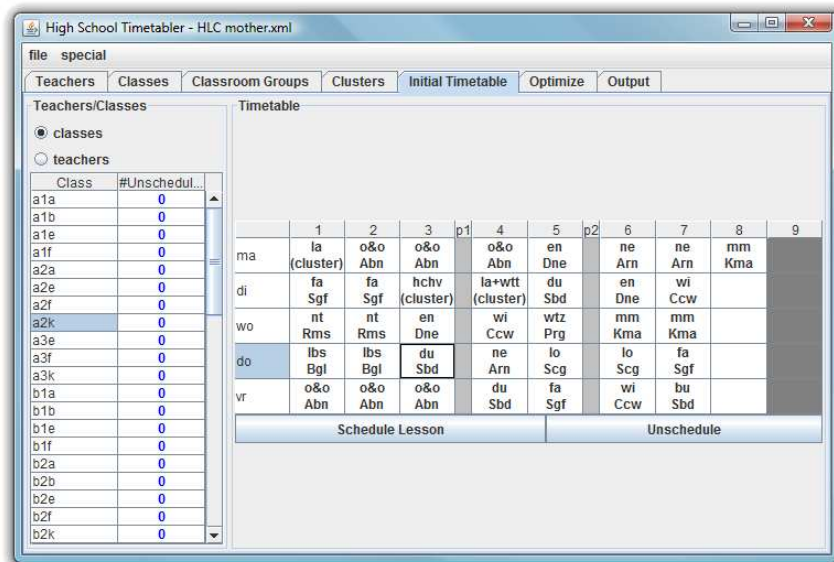 High School Timetabler - HLC mother.xml
file special
Teachers Classes Classroom Groups Clusters Initial Timetable Optimize Output
Teachers/Classes
classes
teachers
Class #Unschedul...
a1a 0
a1b 0
a1e 0
a1f 0
a2a 0
a2e 0
a2f 0
a2k 0
a3e 0
a3f 0
a3k 0
b1a 0
b1b 0
b1e 0
b1f 0
b2a 0
b2b 0
b2e 0
b2f 0
b2k 0
Timetable
1 2 3 p1 4 5 p2 6 7 8 9
ma
la o&o o&o o&o en ne ne mm
(cluster) Abn Abn Abn Dne Arn Arn Kma
di
fa fa hchv la+wtt du en wi
Sgf Sgf (cluster) (cluster) Sbd Dne Ccw
wo
nt nt en wi wtz mm mm
Rms Rms Dne Ccw Prg Kma Kma
do
lbs lbs du ne lo lo fa
Bgl Bgl Sbd Arn Scg Scg Sgf
vr
o&o o&o o&o du fa wi bu
Abn Abn Abn Sbd Sgf Ccw Sbd
Schedule Lesson Unschedule